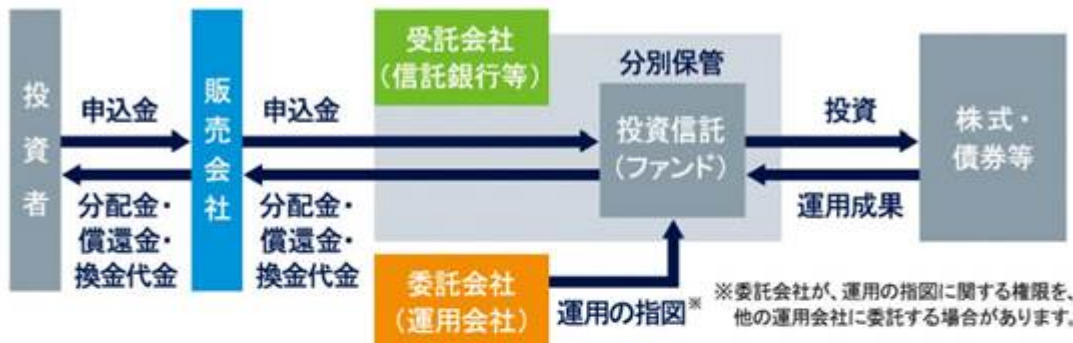 投資者
申込金
分配金・
償還金・
換金代金
販売会社
申込金
分配金・
償還金・
換金代金
受託会社
（信託銀行等）
分別保管
投資信託
（ファンド）
委託会社
（運用会社）
運用の指図※
投資
運用成果
株式・
債券等
※委託会社が、運用の指図に関する権限を、
他の運用会社に委託する場合があります。